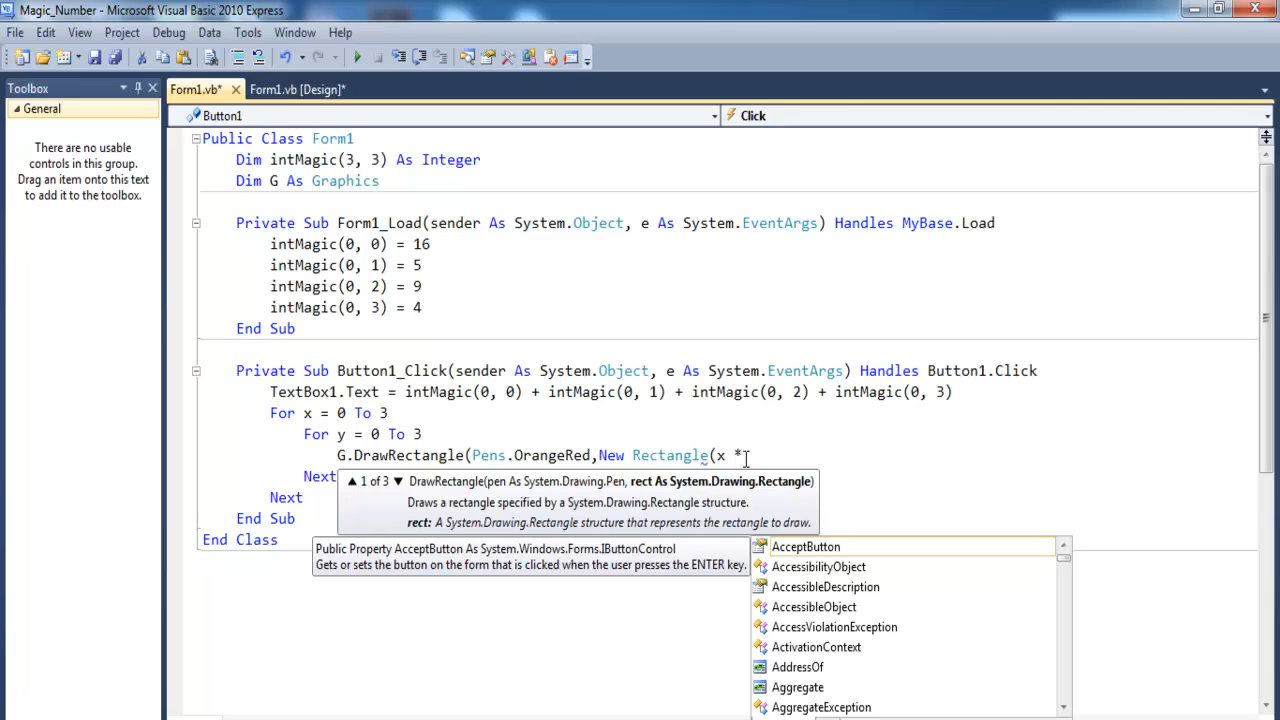 Magic_Number - Microsoft Visual Basic 2010 Express
File Edit View Project Debug Data Tools Window Help
Toolbox
General
There are no usable
controls in this group.
Drag an item onto this text
to add it to the toolbox.
Form1.vb* Form1.vb [Design]*
Button1 Click
Public Class Form1
Dim intMagic(3, 3) As Integer
Dim G As Graphics
Private Sub Form1_Load(sender As System.Object, e As System.EventArgs) Handles MyBase.Load
intMagic(0, 0) = 16
intMagic(0, 1) = 5
intMagic(0, 2) = 9
intMagic(0, 3) = 4
End Sub
Private Sub Button1_Click(sender As System.Object, e As System.EventArgs) Handles Button1.Click
TextBox1.Text = intMagic(0, 0) + intMagic(0, 1) + intMagic(0, 2) + intMagic(0, 3)
For x = 0 To 3
For y = 0 To 3
G.DrawRectangle(Pens.OrangeRed,New Rectangle(x *
Next
Next
End Sub
End Class
▲ 1 of 3 ▼ DrawRectangle(pen As System.Drawing.Pen, rect As System.Drawing.Rectangle)
Draws a rectangle specified by a System.Drawing.Rectangle structure.
rect: A System.Drawing.Rectangle structure that represents the rectangle to draw.
Public Property AcceptButton As System.Windows.Forms.IButtonControl
Gets or sets the button on the form that is clicked when the user presses the ENTER key.
AcceptButton
AccessibilityObject
AccessibleDescription
AccessibleObject
AccessViolationException
ActivationContext
AddressOf
Aggregate
AggregateException